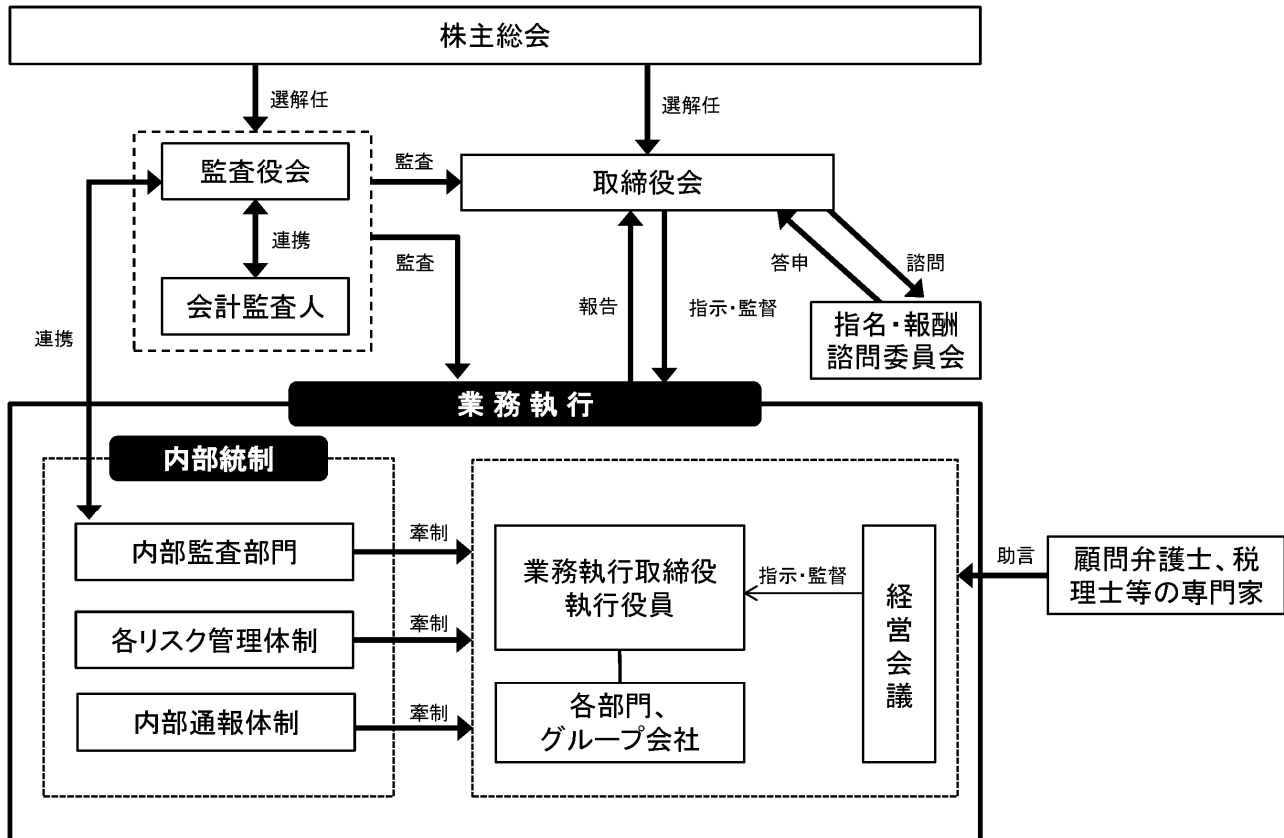 株主総会
選解任
選解任
監査役会
監査
取締役会
連携
監査
答申
諮問
会計監査人
連携
報告
指示・監督
指名・報酬
諮問委員会
業務執行
内部統制
内部監査部門
牽制
業務執行取締役
執行役員
指示・監督
経営会議
助言
顧問弁護士、税
理士等の専門家
各リスク管理体制
牽制
内部通報体制
牽制
各部門、
グループ会社